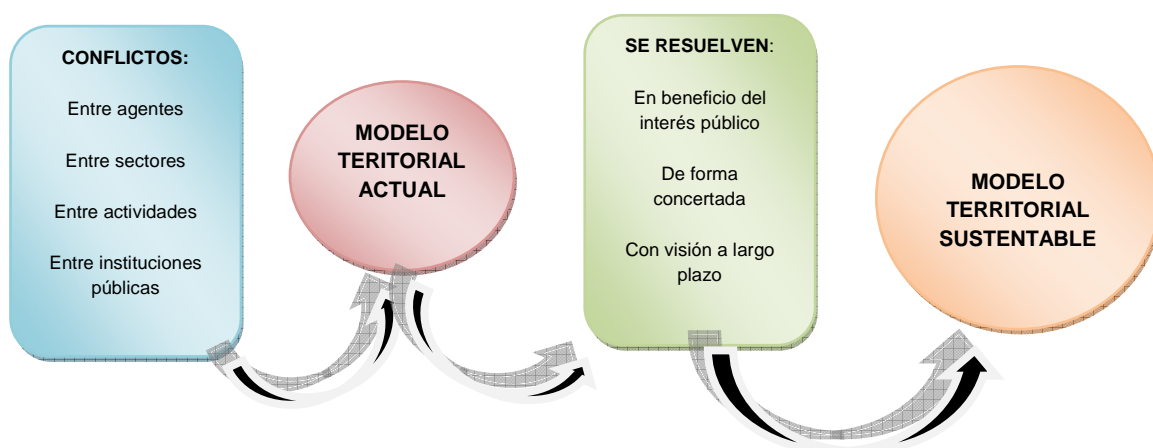 CONFLICTOS:
Entre agentes
Entre sectores
Entre actividades
Entre instituciones
públicas
MODELO
TERITORIAL
ACTUAL
SE RESUELVEN:
En beneficio del
interés público
De forma
concertada
Con visión a largo
plazo
MODELO
TERRITORIAL
SUSTENTABLE